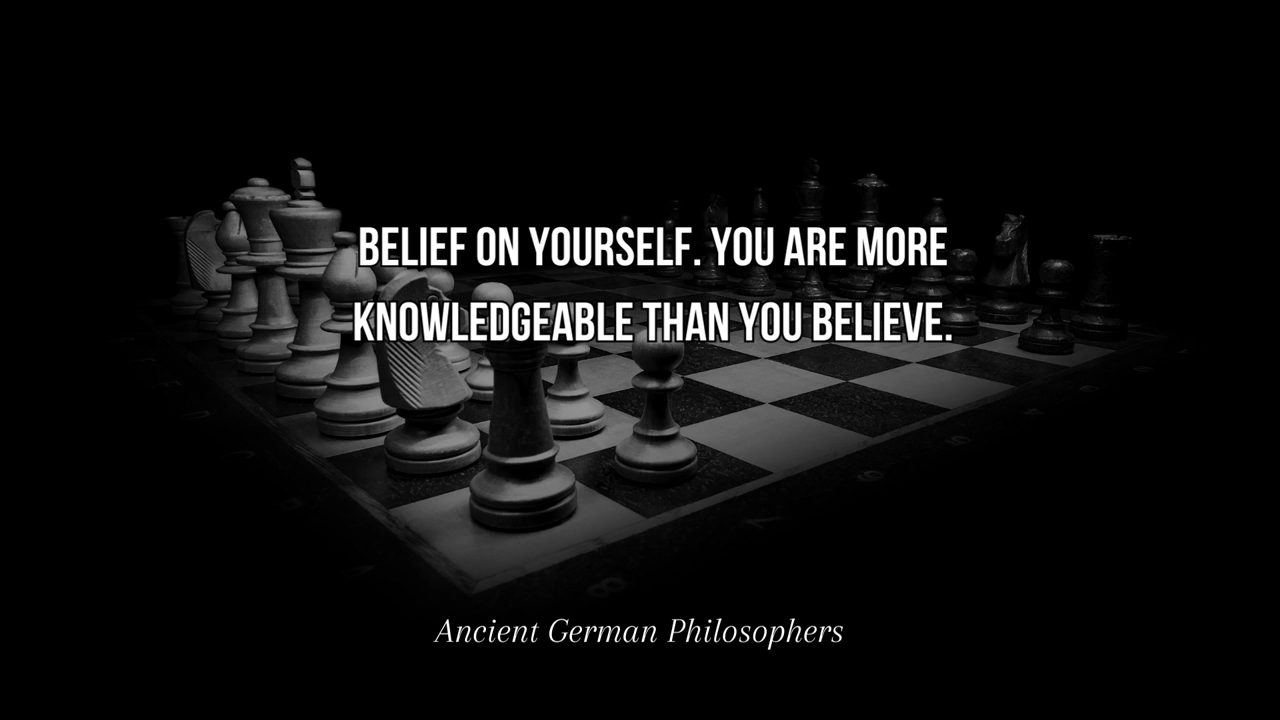 BELIEF ON YOURSELF. YOU ARE MORE
KNOWLEDGEABLE THAN YOU BELIEVE.
Ancient German Philosophers